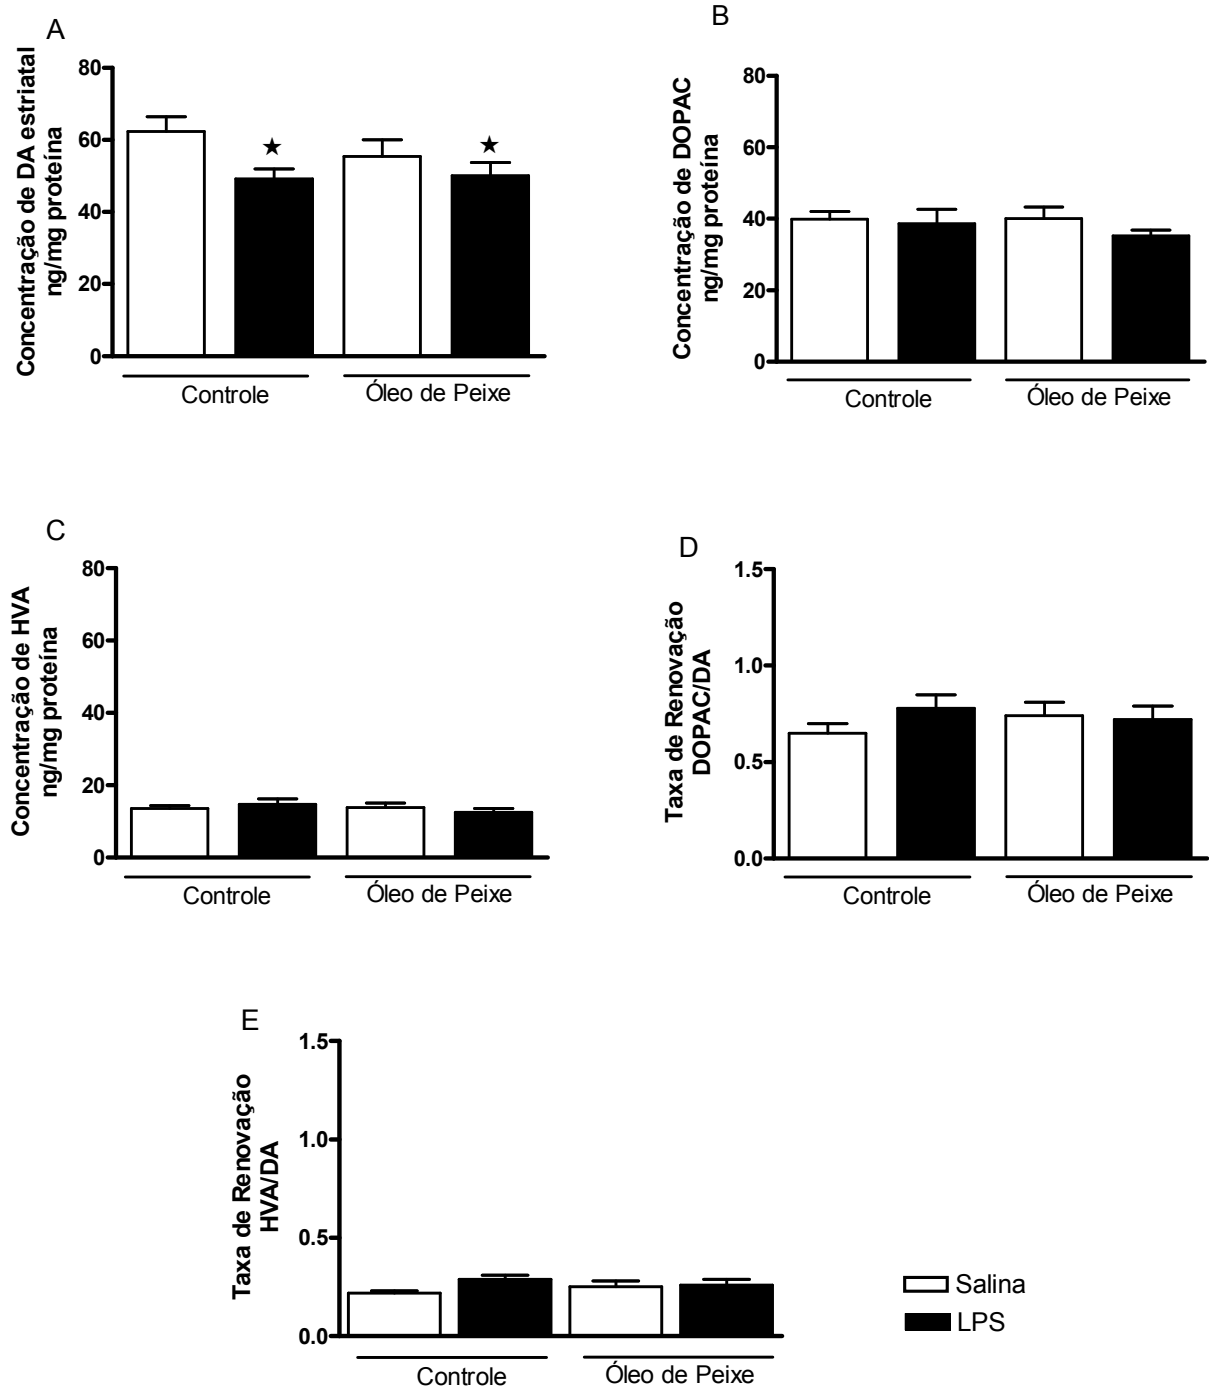 A
Concentração de DA estriatal
ng/mg proteína
80
60
40
20
0
★
★
Controle
Óleo de Peixe
B
Concentração de DOPAC
ng/mg proteína
80
60
40
20
0
Controle
Óleo de Peixe
C
Concentração de HVA
ng/mg proteína
80
60
40
20
0
Controle
Óleo de Peixe
D
Taxa de Renovação
DOPAC/DA
1.5
1.0
0.5
0.0
Controle
Óleo de Peixe
E
Taxa de Renovação
HVA/DA
1.5
1.0
0.5
0.0
Controle
Óleo de Peixe
Salina
LPS